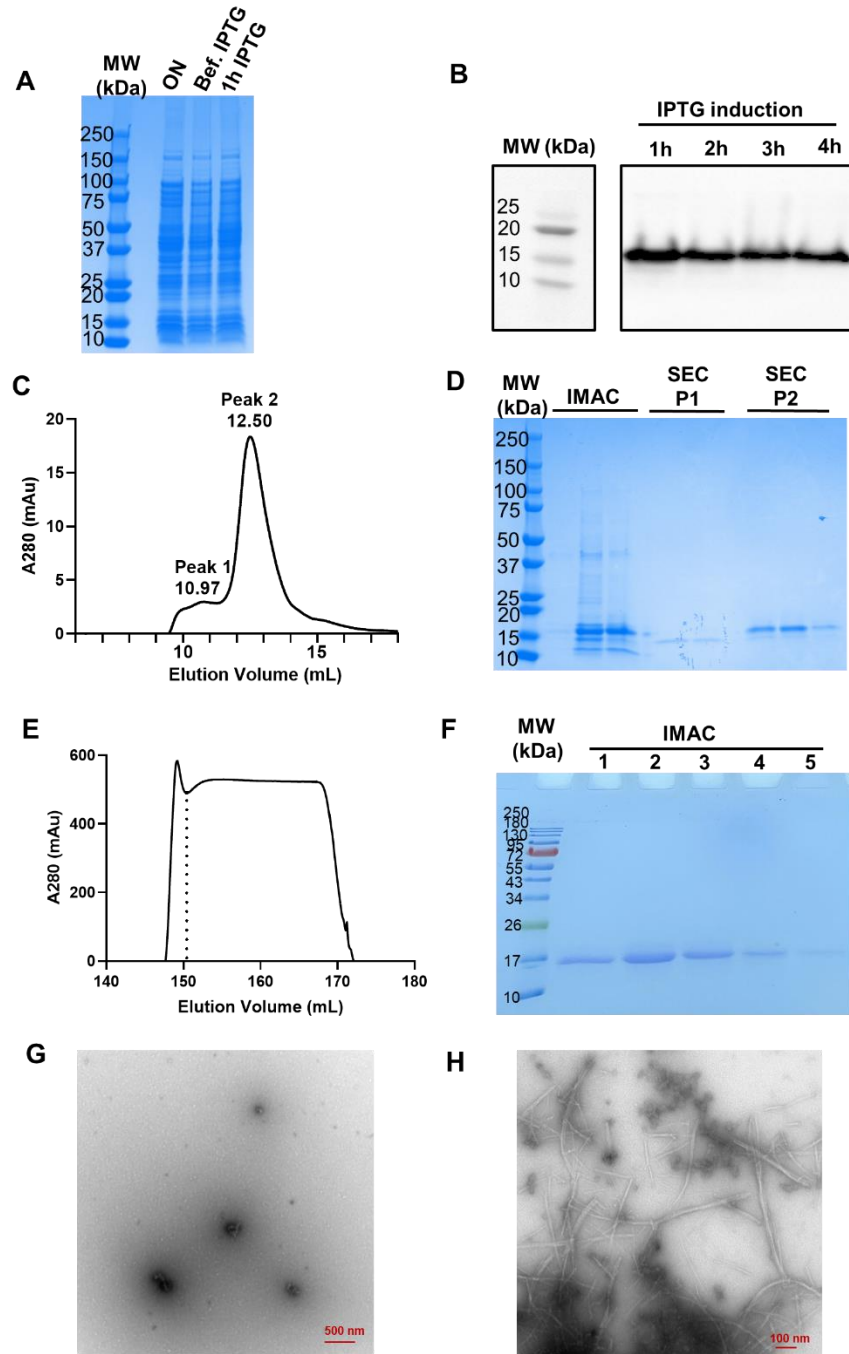 A
MW
(kDa)
ON
Bef. IPTG
1h IPTG
250
150
100
75
50
37
25
20
15
10
B
IPTG induction
MW (kDa)
1h 2h 3h 4h
25
20
15
10
C
Peak 2
12.50
Peak 1
10.97
A280 (mAu)
20
15
10
5
0
10 15
Elution Volume (mL)
D
MW
(kDa)
IMAC
SEC
P1
SEC
P2
250
150
100
75
50
37
25
20
15
10
E
A280 (mAu)
600
400
200
0
140 150 160 170 180
Elution Volume (mL)
F
MW
(kDa)
IMAC
1 2 3 4 5
250
180
130
95
72
55
43
34
26
17
10
G
500 nm
H
100 nm